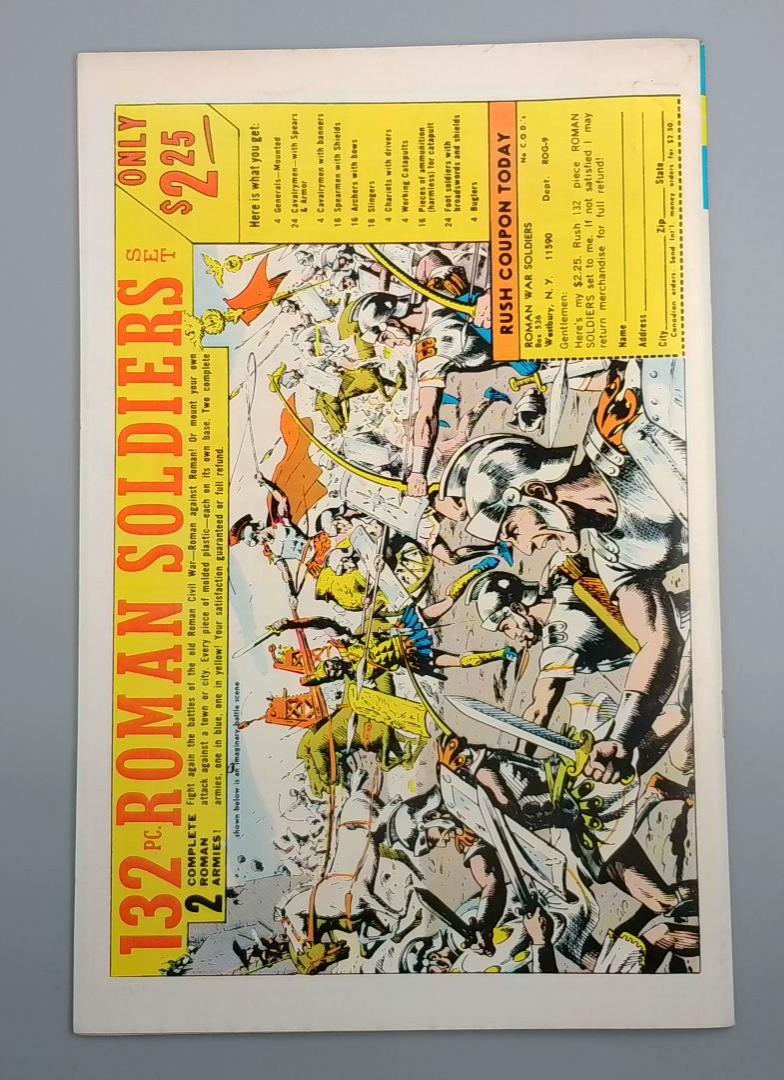 132 PC. ROMAN SOLDIERS SET
ONLY
$2.25
2 COMPLETE
ROMAN
ARMIES!
Fight again the battles of the old Roman Civil War—Roman against Roman! Or mount your own
attack against a town or city. Every piece of molded plastic—each on its own base. Two complete
armies, one in blue, one in yellow! Your satisfaction guaranteed or full refund.
shown below is an imaginary battle scene
Here is what you get:
4 Generals—Mounted
24 Cavalrymen—with Spears
& Armor
4 Cavalrymen with banners
16 Spearmen with Shields
16 Archers with bows
16 Slingers
4 Chariots with drivers
4 Working Catapults
16 Pieces of ammunition
(harmless) for catapult
24 Foot soldiers with
broadswords and shields
4 Buglers
RUSH COUPON TODAY
ROMAN WAR SOLDIERS
No C.O.D.'s
Box 536
Westbury, N. Y. 11590 Dept. ROG-9
Gentlemen:
Here's my $2.25. Rush 132 piece ROMAN
SOLDIERS set to me. If not satisfied I may
return merchandise for full refund!
Name
Address
City Zip State
Canadian orders. Send Int'l. money orders for $2.50.